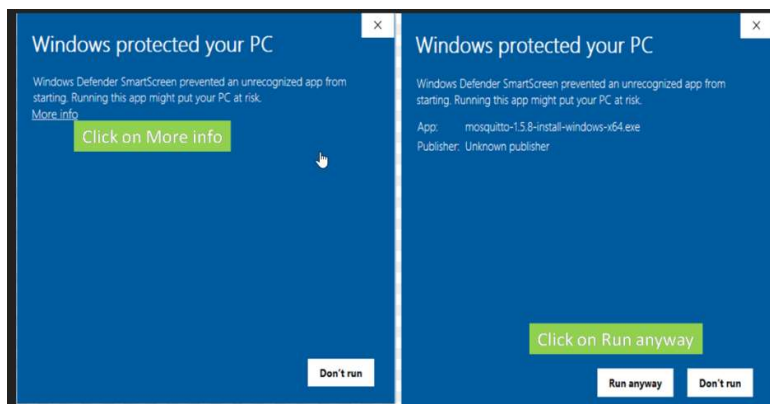 Windows protected your PC
Windows Defender SmartScreen prevented an unrecognized app from
starting. Running this app might put your PC at risk.
More info
Click on More info
Don't run
Windows protected your PC
Windows Defender SmartScreen prevented an unrecognized app from
starting. Running this app might put your PC at risk.
App: mosquitto-1.5.8-install-windows-x64.exe
Publisher: Unknown publisher
Click on Run anyway
Run anyway Don't run